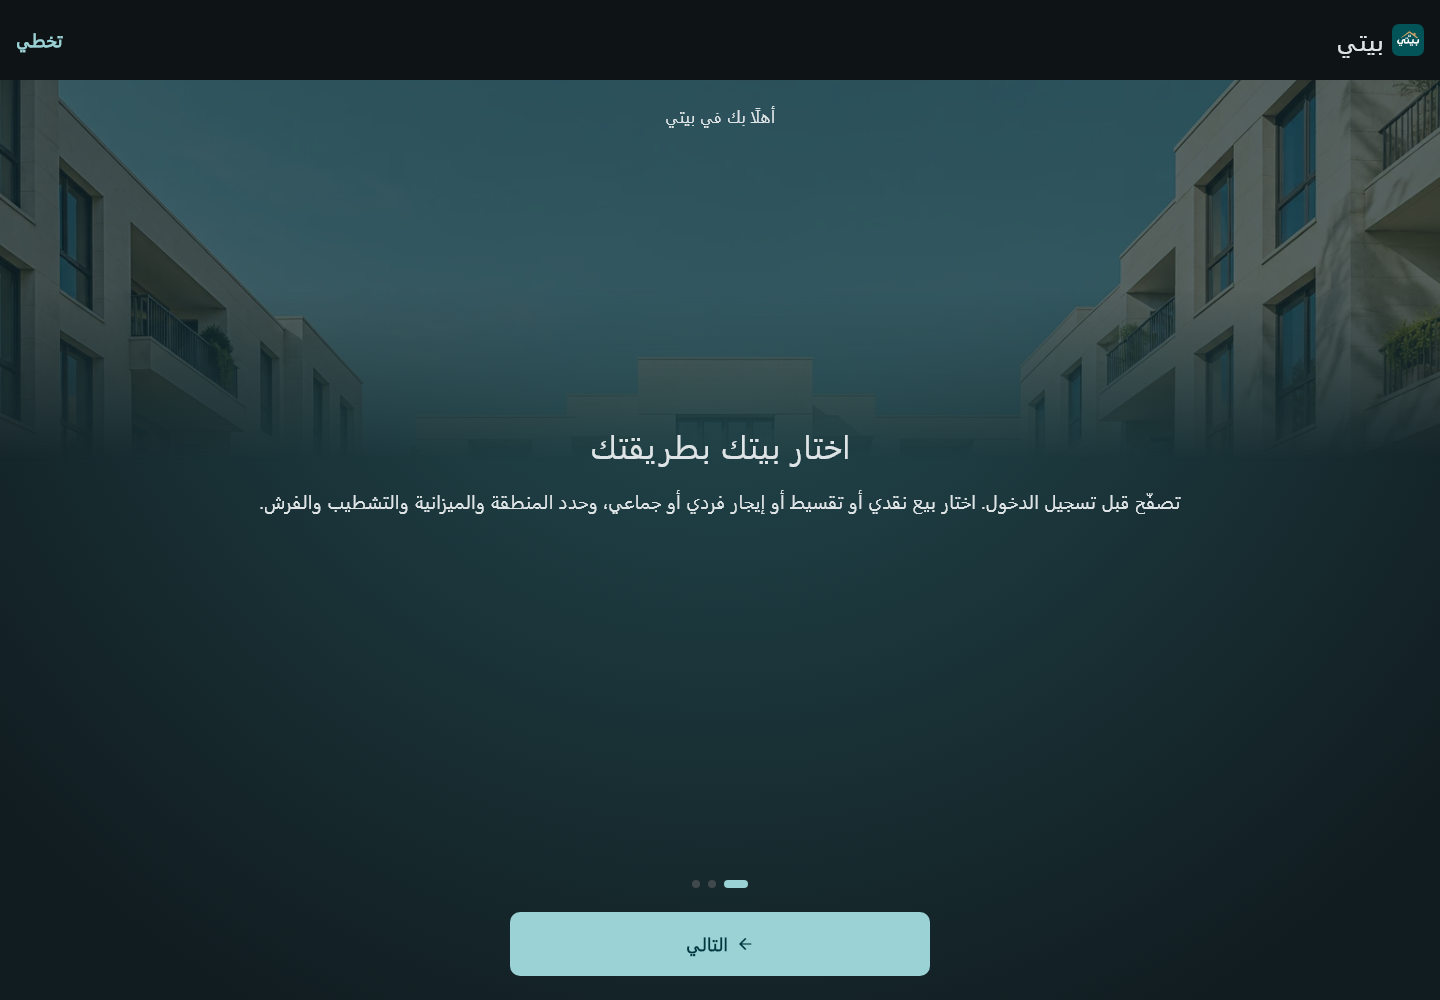 بيتي
بيتي
تخطي
أهلًا بك في بيتي
اختار بيتك بطريقتك
تصفّح قبل تسجيل الدخول. اختار بيع نقدي أو تقسيط أو إيجار فردي أو جماعي، وحدد المنطقة والميزانية والتشطيب والفرش.
التالي